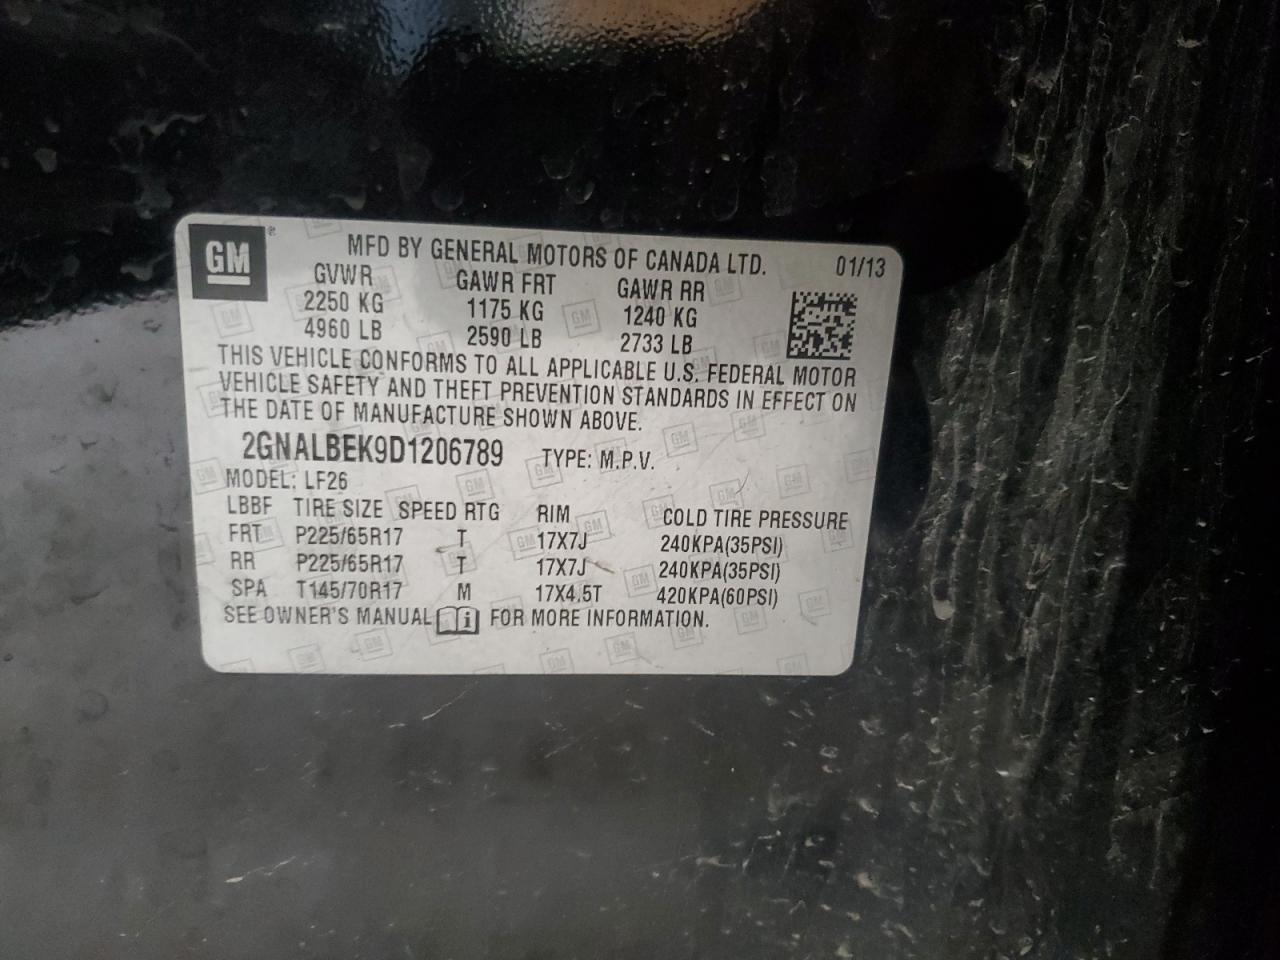 GM ® MFD BY GENERAL MOTORS OF CANADA LTD. 01/13
GVWR GAWR FRT GAWR RR
2250 KG 1175 KG 1240 KG
4960 LB 2590 LB 2733 LB
THIS VEHICLE CONFORMS TO ALL APPLICABLE U.S. FEDERAL MOTOR
VEHICLE SAFETY AND THEFT PREVENTION STANDARDS IN EFFECT ON
THE DATE OF MANUFACTURE SHOWN ABOVE.
2GNALBEK9D1206789 TYPE: M.P.V.
MODEL: LF26
LBBF TIRE SIZE SPEED RTG RIM COLD TIRE PRESSURE
FRT P225/65R17 T 17X7J 240KPA(35PSI)
RR P225/65R17 T 17X7J 240KPA(35PSI)
SPA T145/70R17 M 17X4.5T 420KPA(60PSI)
SEE OWNER'S MANUAL i FOR MORE INFORMATION.